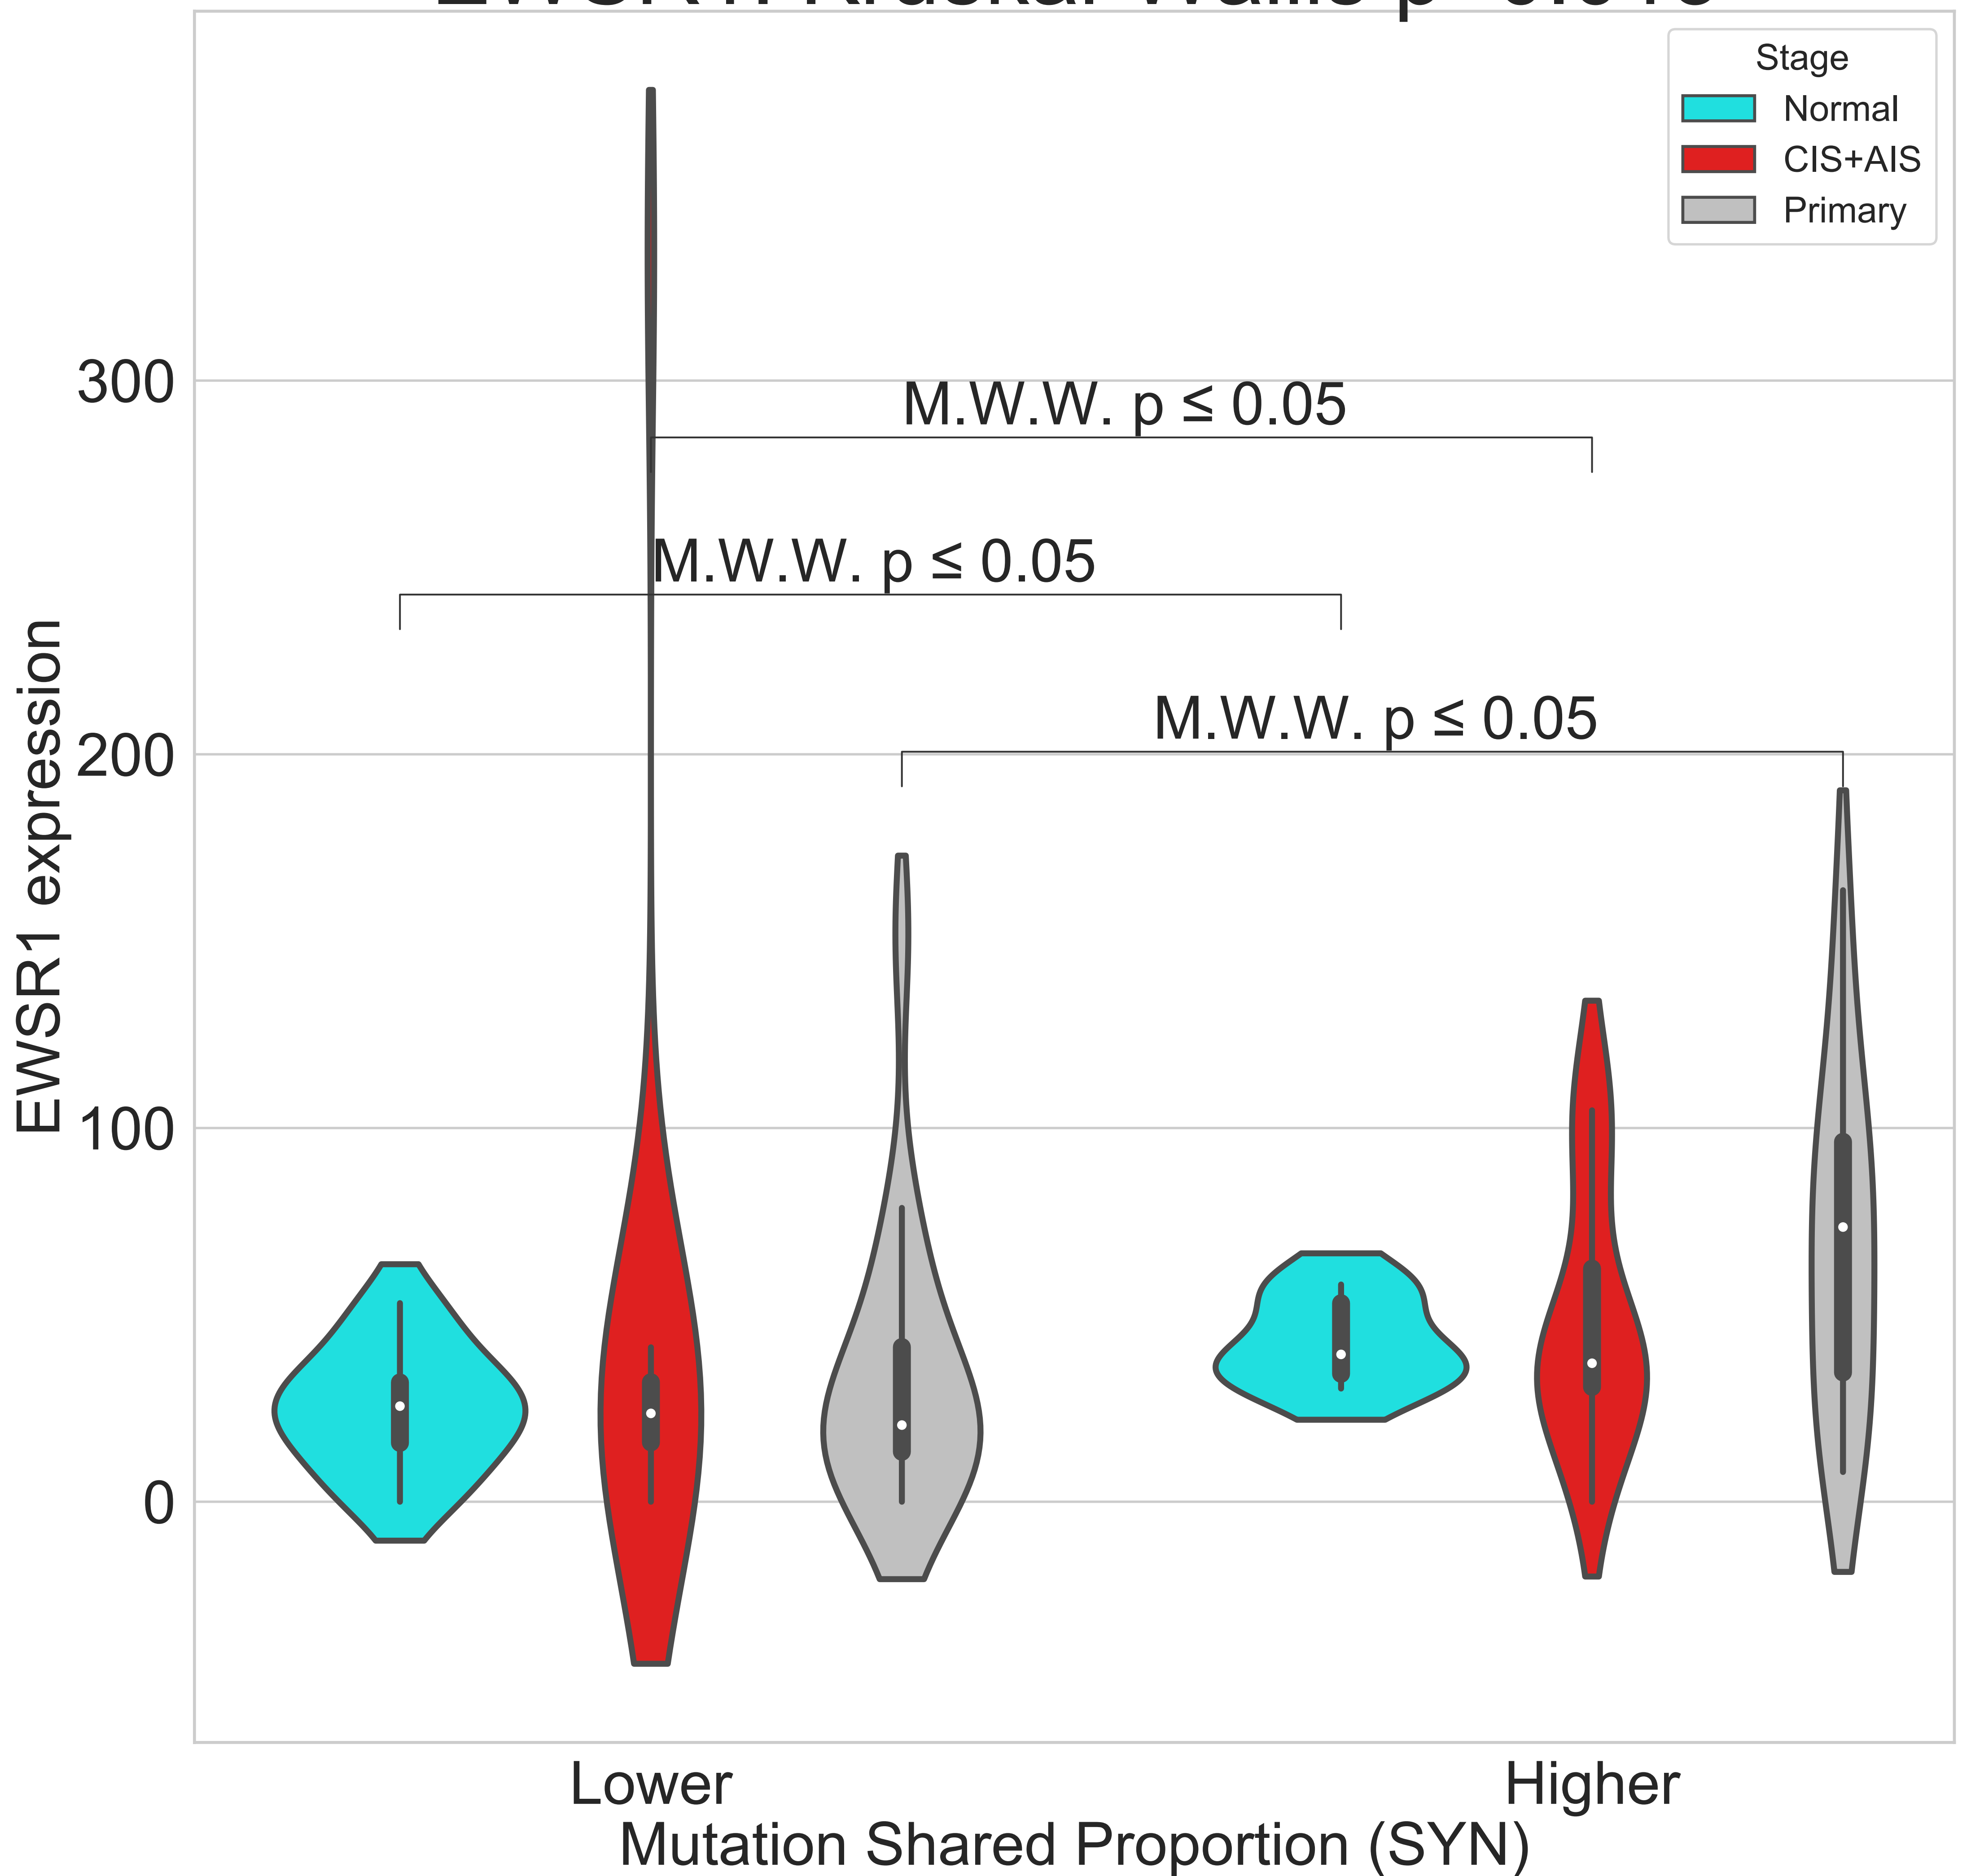 Stage
Normal
CIS+AIS
Primary
300
200
100
0
EWSR1 expression
M.W.W. p ≤ 0.05
M.W.W. p ≤ 0.05
M.W.W. p ≤ 0.05
Lower
Higher
Mutation Shared Proportion (SYN)